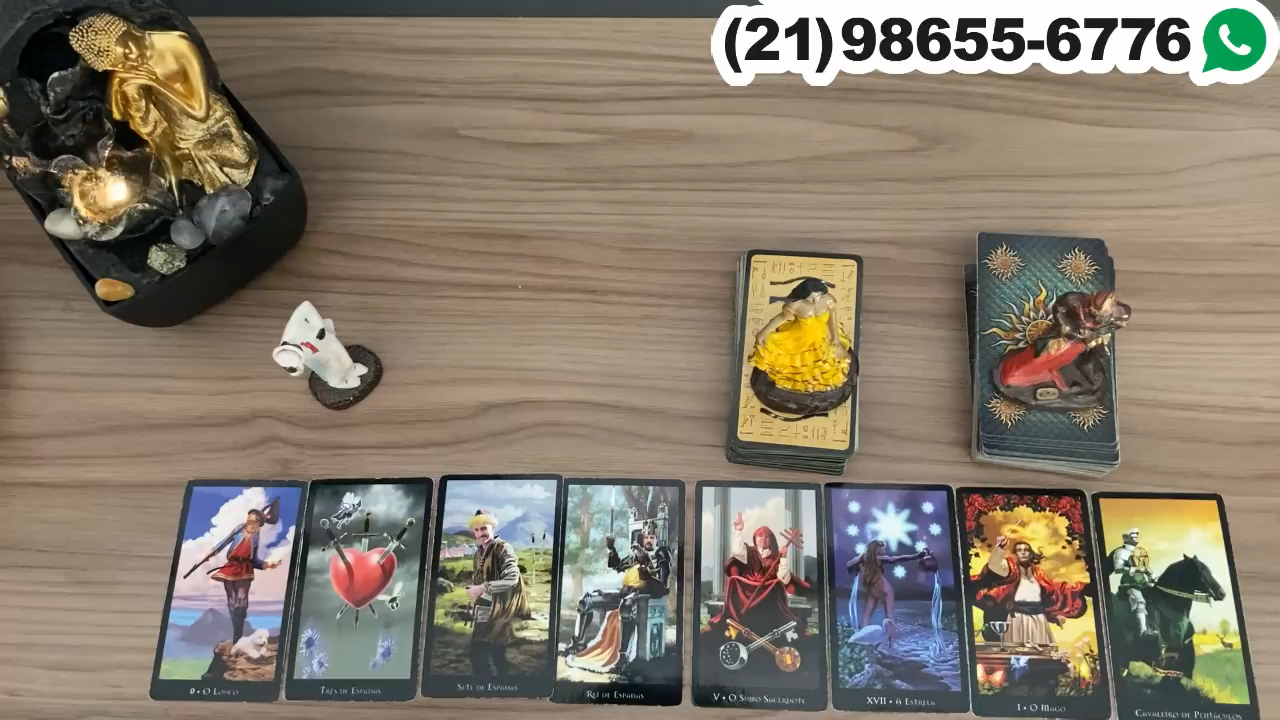 (21)98655-6776
0 • O Louco
Três de Espadas
Sete de Espadas
Rei de Espadas
V • O Sumo Sacerdote
XVII • A Estrela
I • O Mago
Cavaleiro de Pentáculos